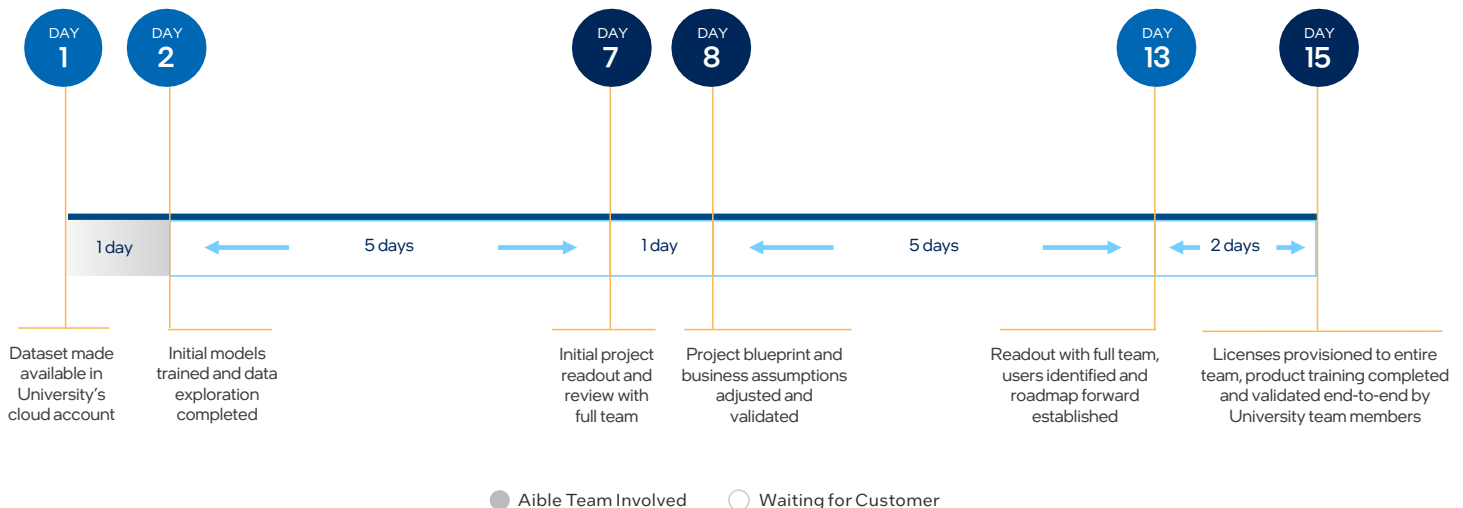 DAY
1
DAY
2
DAY
7
DAY
8
DAY
13
DAY
15
1 day
5 days
1 day
5 days
2 days
Dataset made
available in
University's
cloud account
Initial models
trained and data
exploration
completed
Initial project
readout and
review with
full team
Project blueprint and
business assumptions
adjusted and
validated
Readout with full team,
users identified and
roadmap forward
established
Licenses provisioned to entire
team, product training completed
and validated end-to-end by
University team members
Aible Team Involved
Waiting for Customer